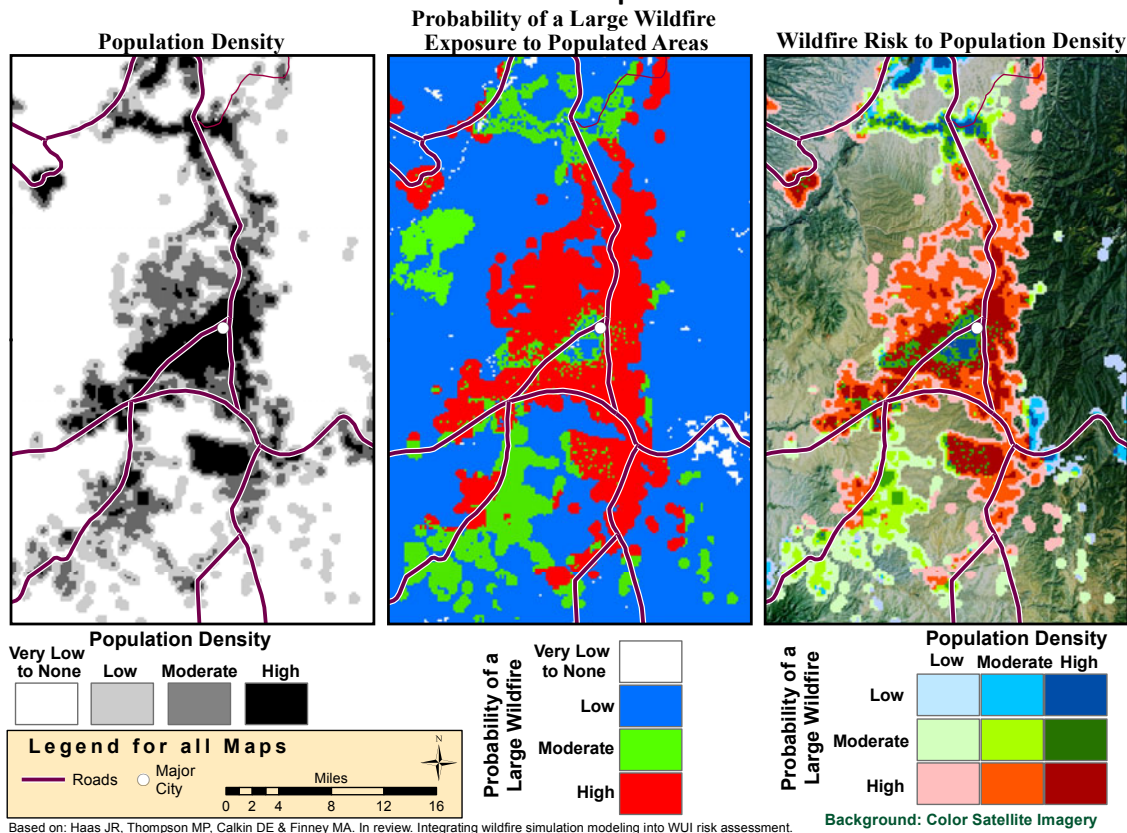 Probability of a Large Wildfire
Population Density
Exposure to Populated Areas
Wildfire Risk to Population Density
Population Density
Very Low
to None
Low
Moderate
High
Legend for all Maps
Roads
Major
City
Miles
0 2 4 8 12 16
N
Probability of a
Large Wildfire
Very Low
to None
Low
Moderate
High
Population Density
Low Moderate High
Probability of a
Large Wildfire
Low
Moderate
High
Background: Color Satellite Imagery
Based on: Haas JR, Thompson MP, Calkin DE & Finney MA. In review. Integrating wildfire simulation modeling into WUI risk assessment.